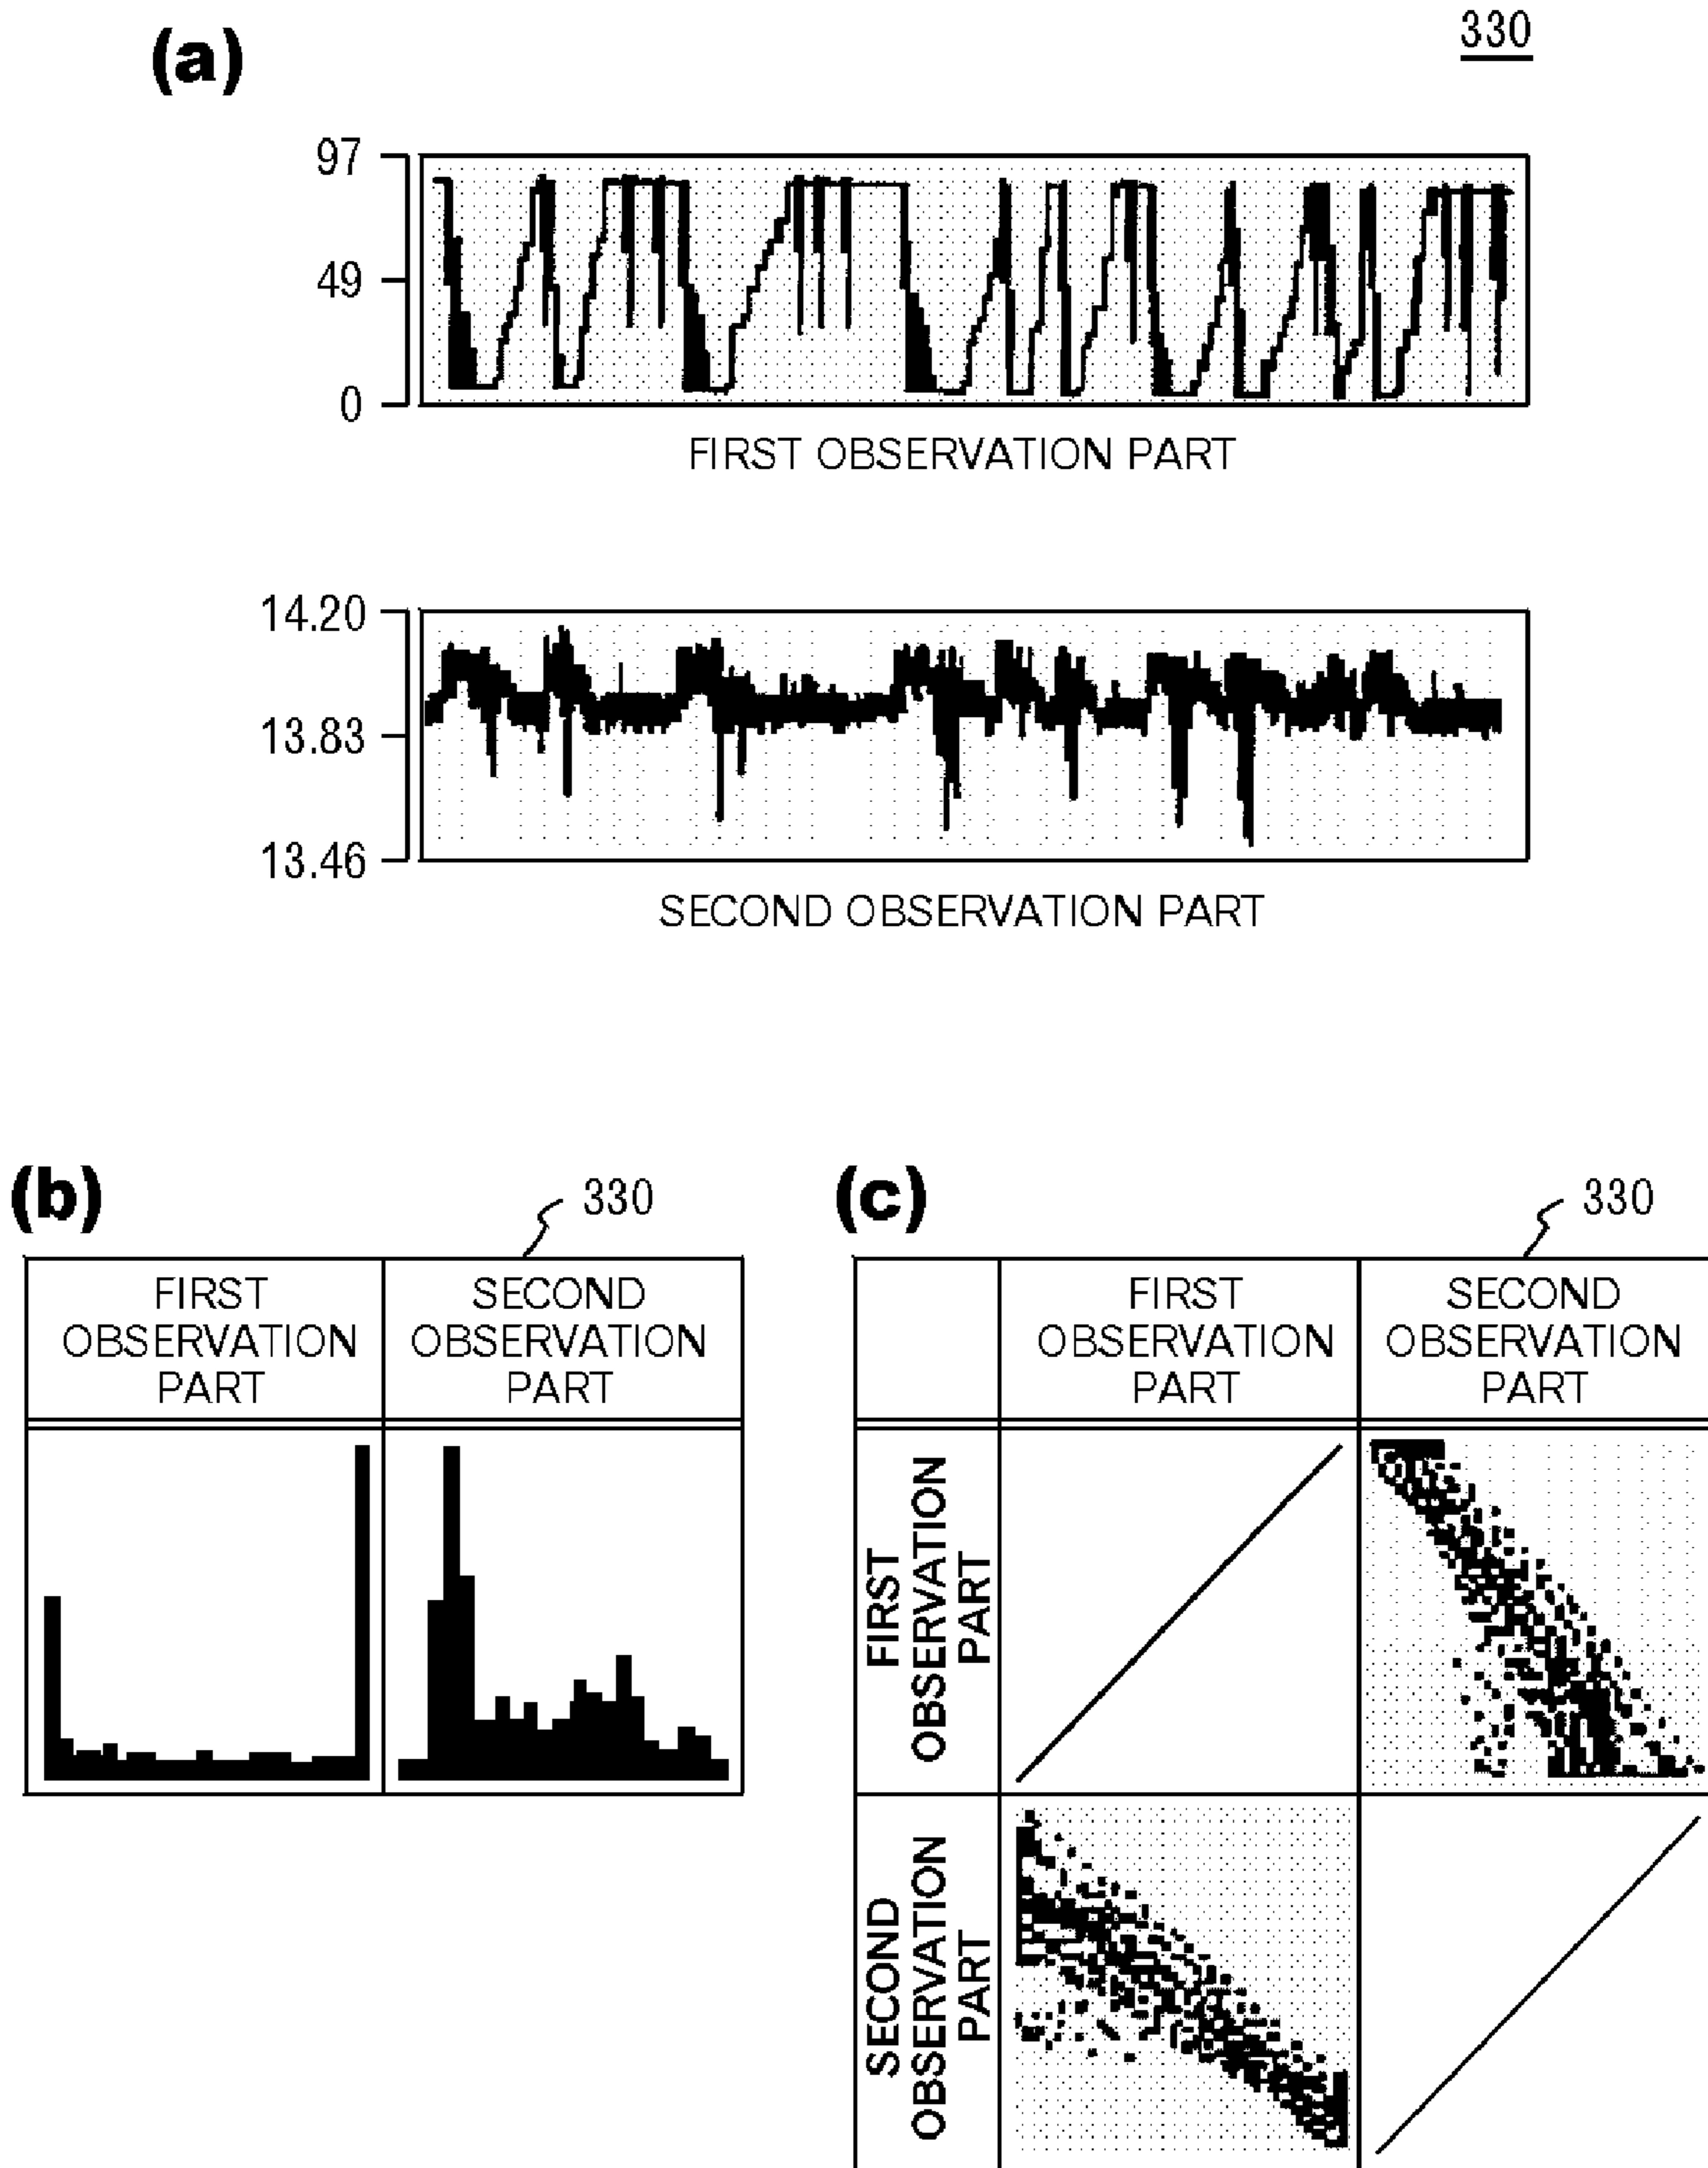 (a)
330
97
49
0
FIRST OBSERVATION PART
14.20
13.83
13.46
SECOND OBSERVATION PART
(b)
330
FIRST
OBSERVATION
PART
SECOND
OBSERVATION
PART
(c)
330
FIRST
OBSERVATION
PART
SECOND
OBSERVATION
PART
FIRST
OBSERVATION
PART
SECOND
OBSERVATION
PART